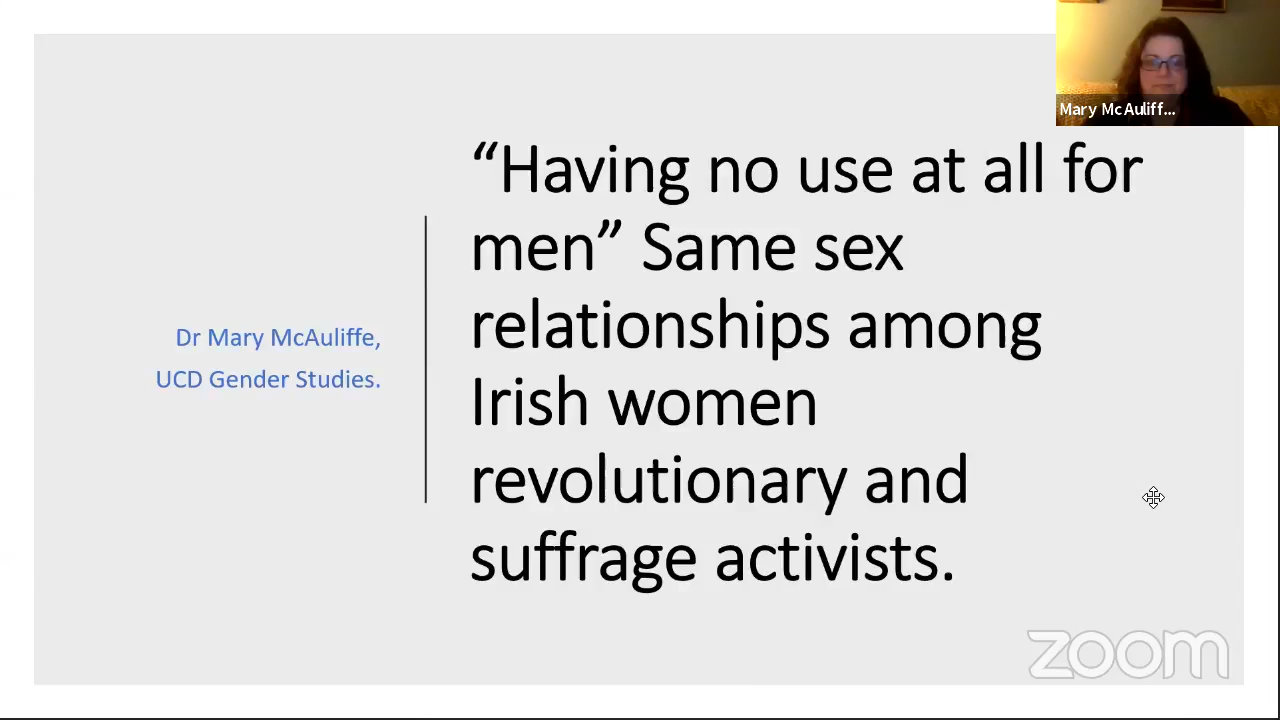 Mary McAuliff...
“Having no use at all for
men” Same sex
relationships among
Irish women
revolutionary and
suffrage activists.
Dr Mary McAuliffe,
UCD Gender Studies.
zoom